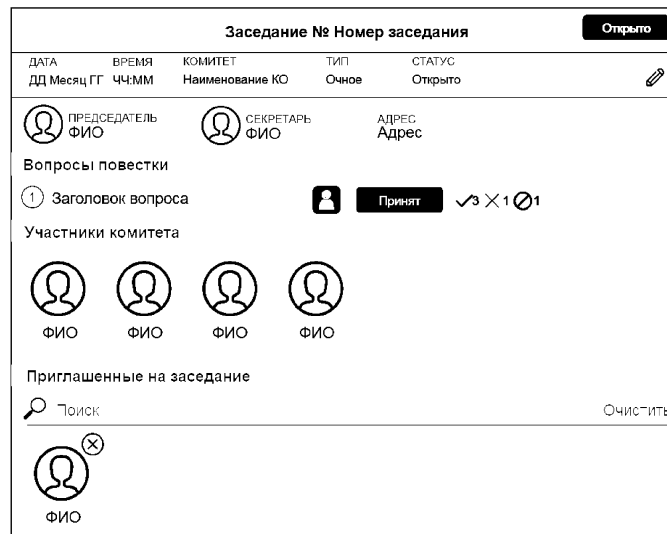 Заседание № Номер заседания
Открыто
ДАТА ВРЕМЯ КОМИТЕТ ТИП СТАТУС
ДД Месяц ГГ ЧЧ:ММ Наименование КО Очное Открыто
ПРЕДСЕДАТЕЛЬ СЕКРЕТАРЬ АДРЕС
ФИО ФИО Адрес
Вопросы повестки
1 Заголовок вопроса Принят 3 1 1
Участники комитета
ФИО ФИО ФИО ФИО
Приглашенные на заседание
Поиск Очистить
ФИО